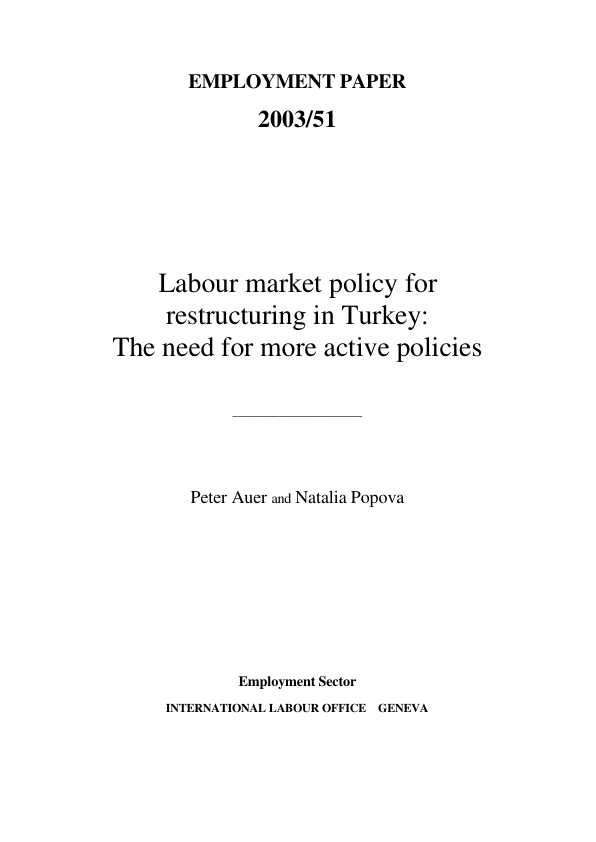 EMPLOYMENT PAPER
2003/51
Labour market policy for
restructuring in Turkey:
The need for more active policies
Peter Auer and Natalia Popova
Employment Sector
INTERNATIONAL LABOUR OFFICE GENEVA